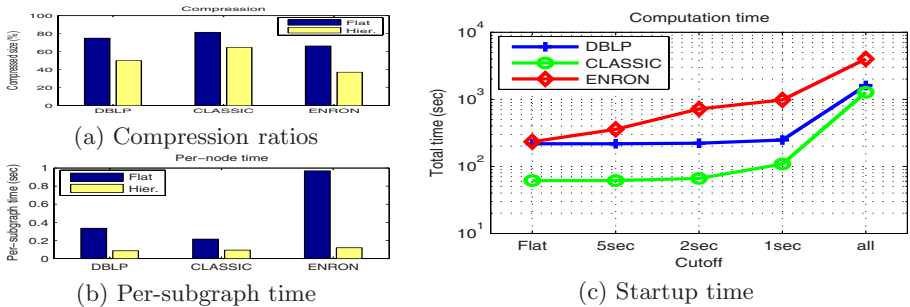 Compression
Compressed size (%)
100
80
60
40
20
0
Flat
Hier.
DBLP
CLASSIC
ENRON
(a) Compression ratios
Per-node time
Per-subgraph time (sec)
1
0.8
0.6
0.4
0.2
0
Flat
Hier.
DBLP
CLASSIC
ENRON
(b) Per-subgraph time
Computation time
Total time (sec)
10^4
10^3
10^2
10^1
DBLP
CLASSIC
ENRON
Flat
5sec
2sec
1sec
all
Cutoff
(c) Startup time